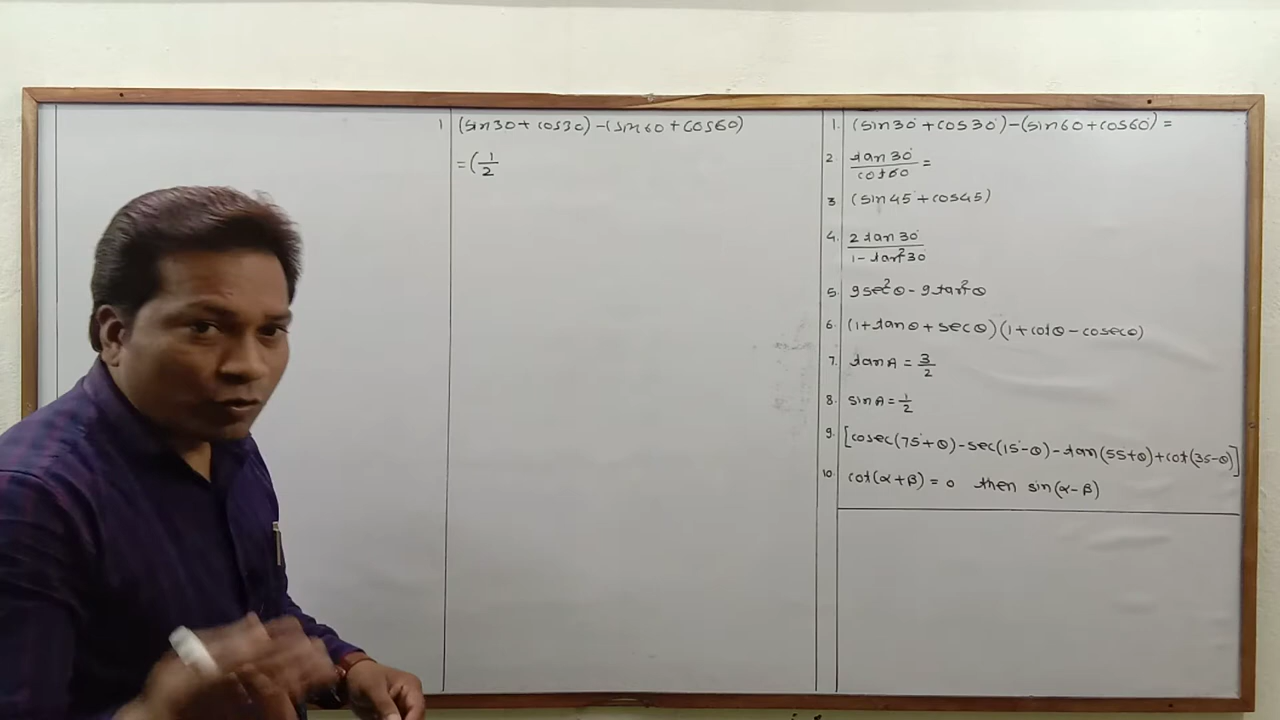 1 (sin30 + cos30) - (sin60 + cos60)
= ( 1/2
1. (sin30° + cos30°) - (sin60 + cos60°) =
2. tan30°/cot60 =
3 (sin45° + cos45)
4. 2tan30°/1 - tan²30°
5. 9sec²θ - 9tan²θ
6. (1 + tanθ + secθ)(1 + cotθ - cosecθ)
7. tanA = 3/2
8. sinA = 1/2
9. [cosec(75° + θ) - sec(15° - θ) - tan(55 + θ) + cot(35 - θ)]
10 cot(α + β) = 0 then sin(α - β)